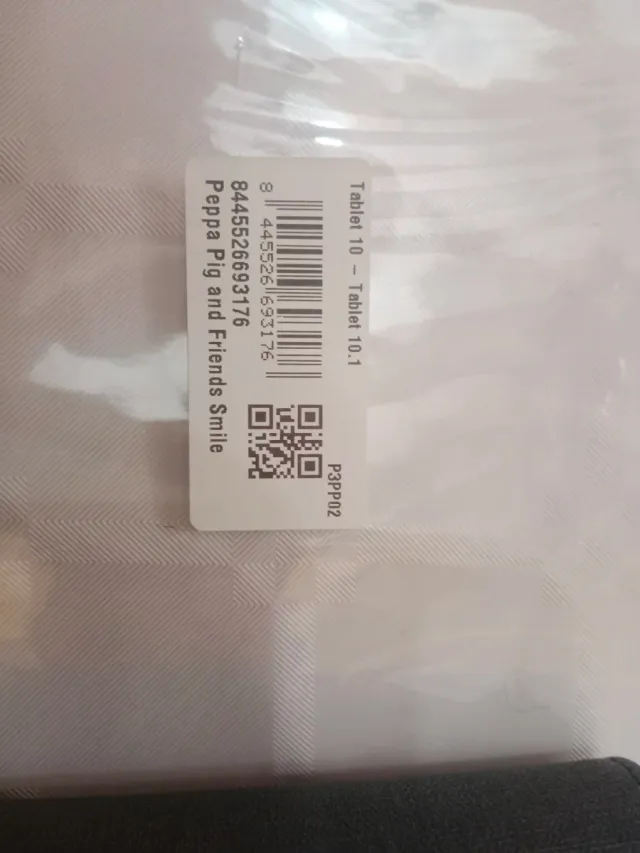 Tablet 10 – Tablet 10.1
8 445526 693176
P3PP02
8445526693176
Peppa Pig and Friends Smile